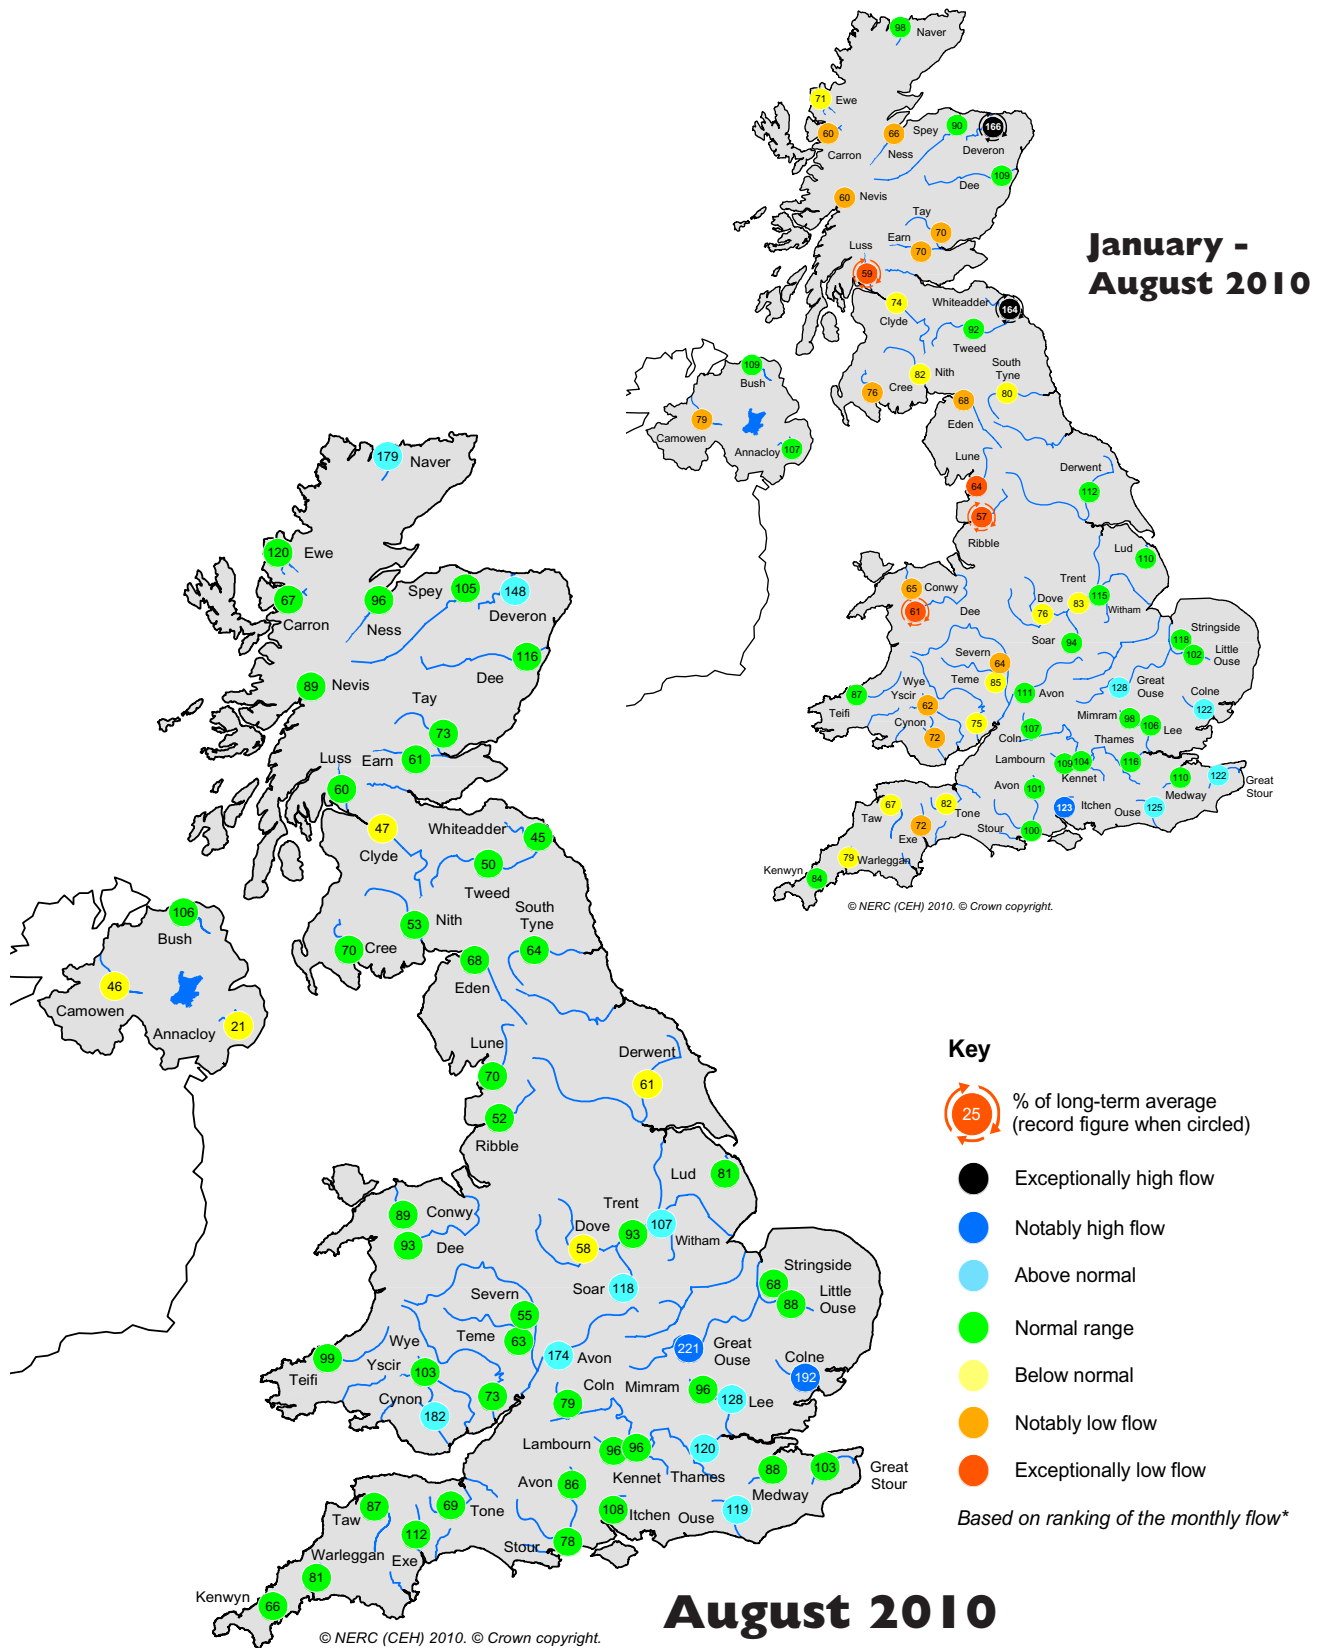 98
Naver
71
Ewe
60
Carron
66
Ness
Spey
90
166
Deveron
Dee
109
60
Nevis
Tay
70
Earn
70
Luss
59
January -
August 2010
74
Clyde
Whiteadder
164
92
Tweed
109
Bush
82
Nith
South
Tyne
80
76
Cree
68
Eden
79
Camowen
Annacloy
107
Lune
64
Derwent
112
57
Ribble
Lud
110
65
Conwy
Trent
115
Dove
83
76
Witham
61
Dee
Soar
94
Stringside
118
102
Little
Ouse
Severn
64
Teme
85
Wye
Yscir
62
87
Teifi
111
Avon
128
Great
Ouse
Colne
122
Cynon
72
75
Coln
107
Mimram
98
106
Lee
Thames
116
Lambourn
109
104
Kennet
110
Medway
122
Great
Stour
Avon
101
123
Itchen
Ouse
125
67
Taw
82
Tone
72
Exe
Stour
100
79
Warleggan
Kenwyn
84
© NERC (CEH) 2010. © Crown copyright.
179
Naver
120
Ewe
67
Carron
96
Ness
Spey
105
148
Deveron
116
Dee
89
Nevis
Tay
73
Luss
Earn
61
60
47
Clyde
Whiteadder
45
50
Tweed
106
Bush
53
Nith
South
Tyne
64
70
Cree
68
Eden
46
Camowen
Annacloy
21
Lune
70
Derwent
61
52
Ribble
Lud
81
89
Conwy
93
Dee
Trent
107
Dove
93
58
Witham
Soar
118
Stringside
68
88
Little
Ouse
Severn
55
Teme
63
Wye
99
Teifi
Yscir
103
174
Avon
221
Great
Ouse
Colne
192
Cynon
182
73
Coln
79
Mimram
96
128
Lee
Lambourn
96
96
Kennet
120
Thames
88
Medway
103
Great
Stour
Avon
86
108
Itchen
Ouse
119
87
Taw
69
Tone
112
Exe
Stour
78
Warleggan
81
Kenwyn
66
August 2010
© NERC (CEH) 2010. © Crown copyright.
Key
25
% of long-term average
(record figure when circled)
Exceptionally high flow
Notably high flow
Above normal
Normal range
Below normal
Notably low flow
Exceptionally low flow
Based on ranking of the monthly flow*